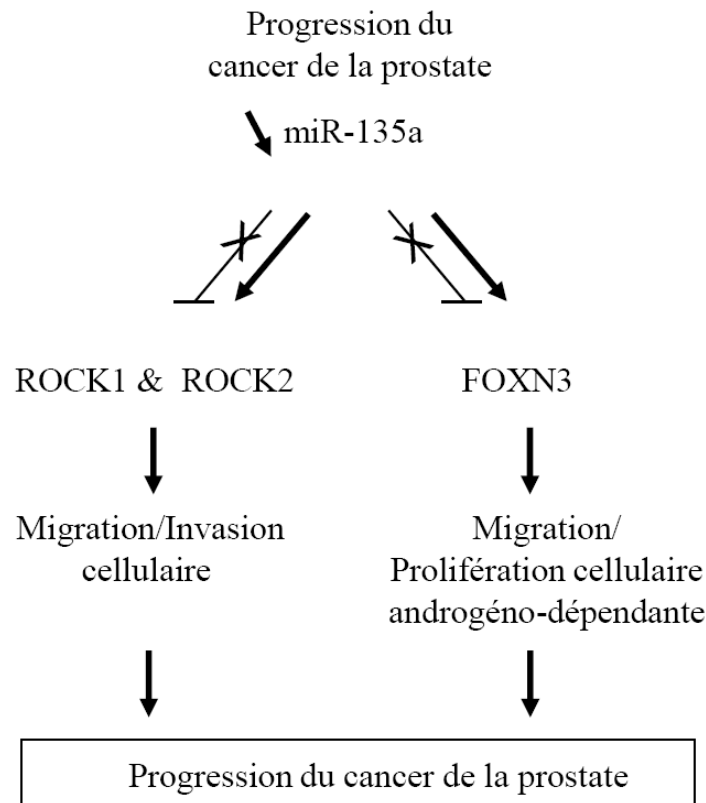 Progression du
cancer de la prostate
miR-135a
ROCK1 & ROCK2
FOXN3
Migration/Invasion
cellulaire
Migration/
Prolifération cellulaire
androgéno-dépendante
Progression du cancer de la prostate